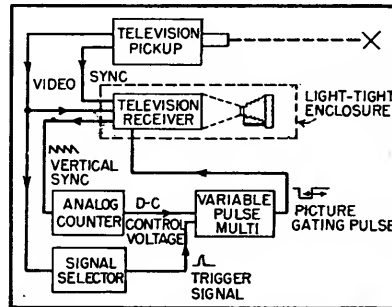 TELEVISION
PICKUP
VIDEO
SYNC
TELEVISION
RECEIVER
LIGHT-TIGHT
ENCLOSURE
VERTICAL
SYNC
ANALOG
COUNTER
D-C
CONTROL
VOLTAGE
VARIABLE
PULSE
MULTI
PICTURE
GATING PULSE
SIGNAL
SELECTOR
TRIGGER
SIGNAL